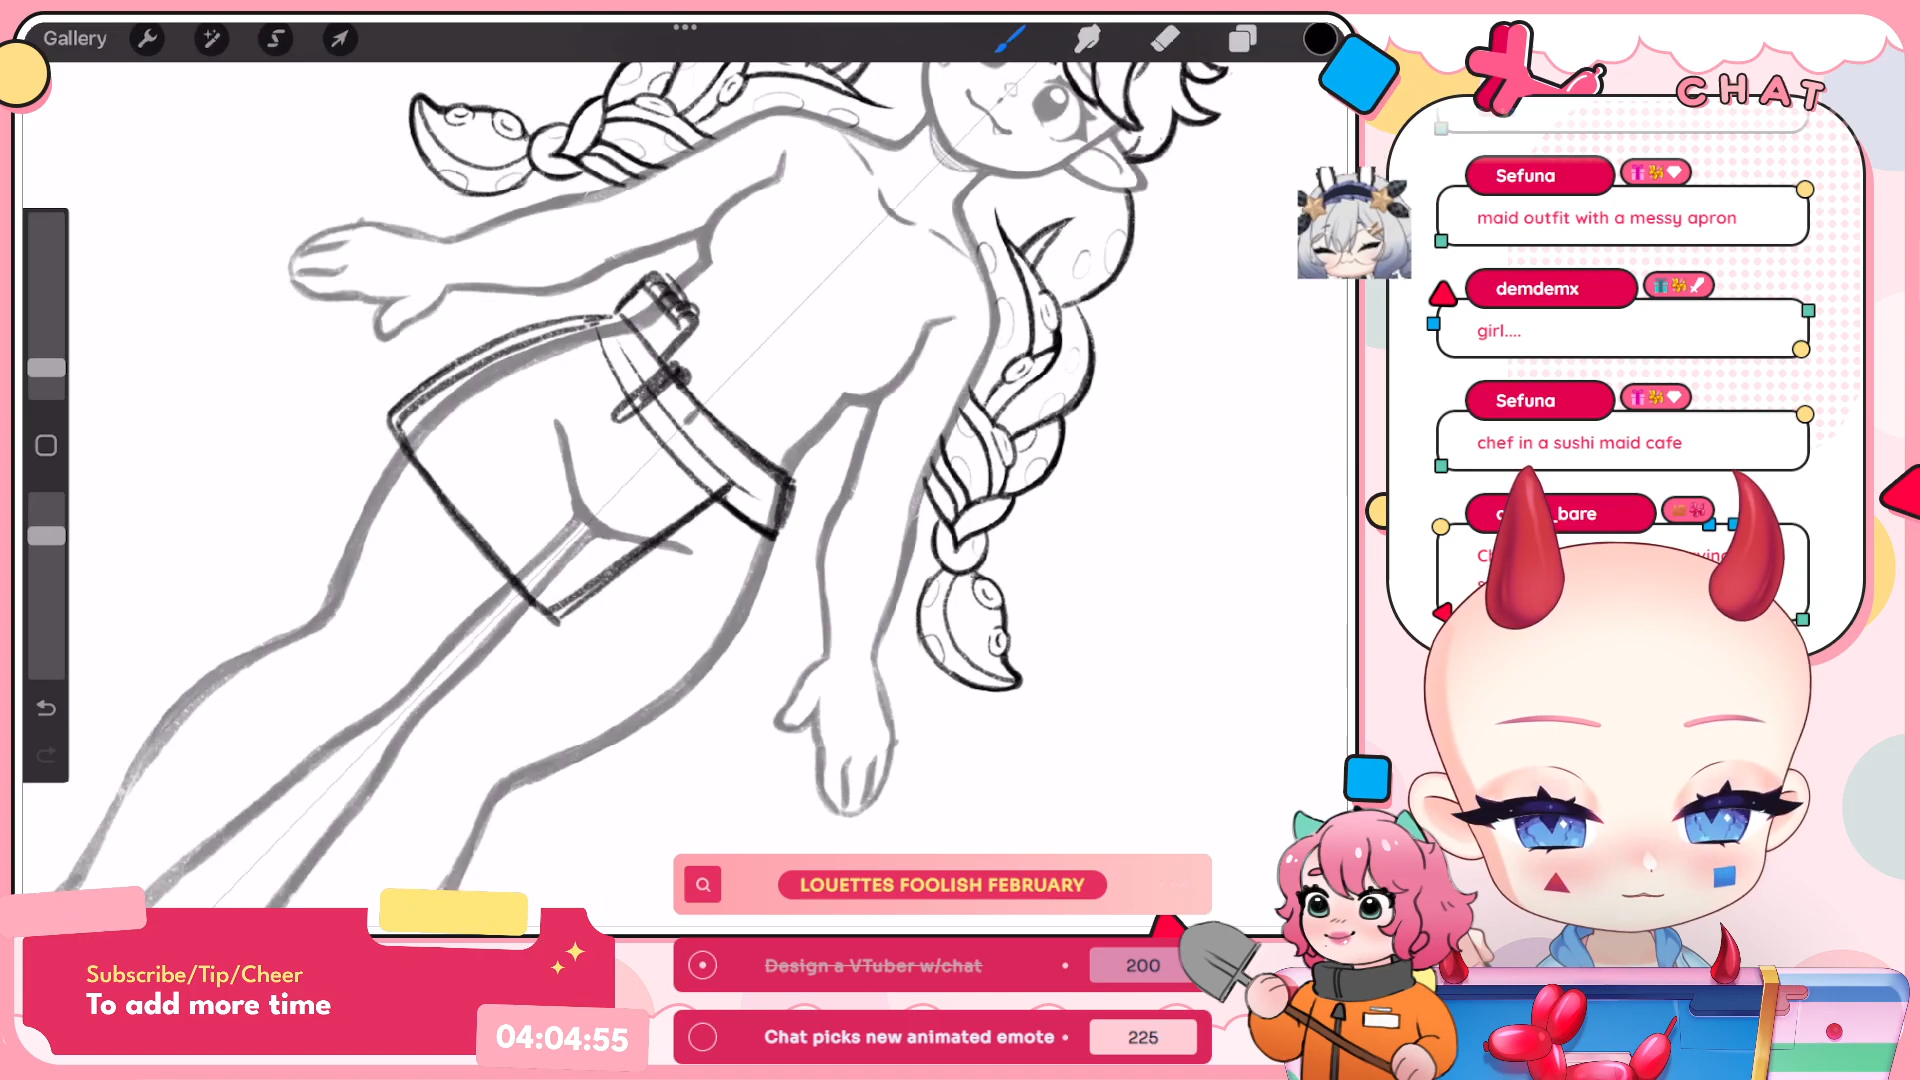 Gallery
CHAT
Sefuna
maid outfit with a messy apron
demdemx
girl....
Sefuna
chef in a sushi maid cafe
_bare
LOUETTES FOOLISH FEBRUARY
Design a VTuber w/chat • 200
Chat picks new animated emote • 225
Subscribe/Tip/Cheer
To add more time
04:04:55